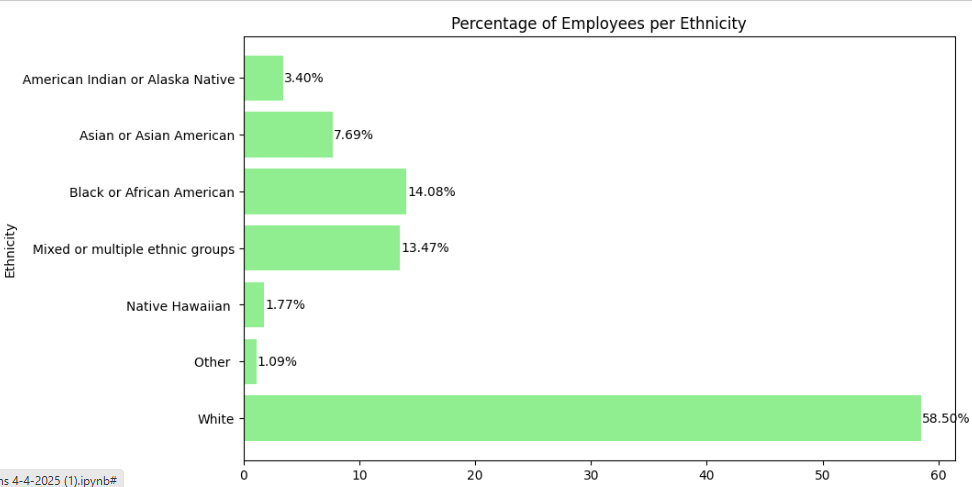 Percentage of Employees per Ethnicity
American Indian or Alaska Native 3.40%
Asian or Asian American 7.69%
Black or African American 14.08%
Mixed or multiple ethnic groups 13.47%
Native Hawaiian 1.77%
Other 1.09%
White 58.50%
Ethnicity
0 10 20 30 40 50 60
ns 4-4-2025 (1).ipynb#